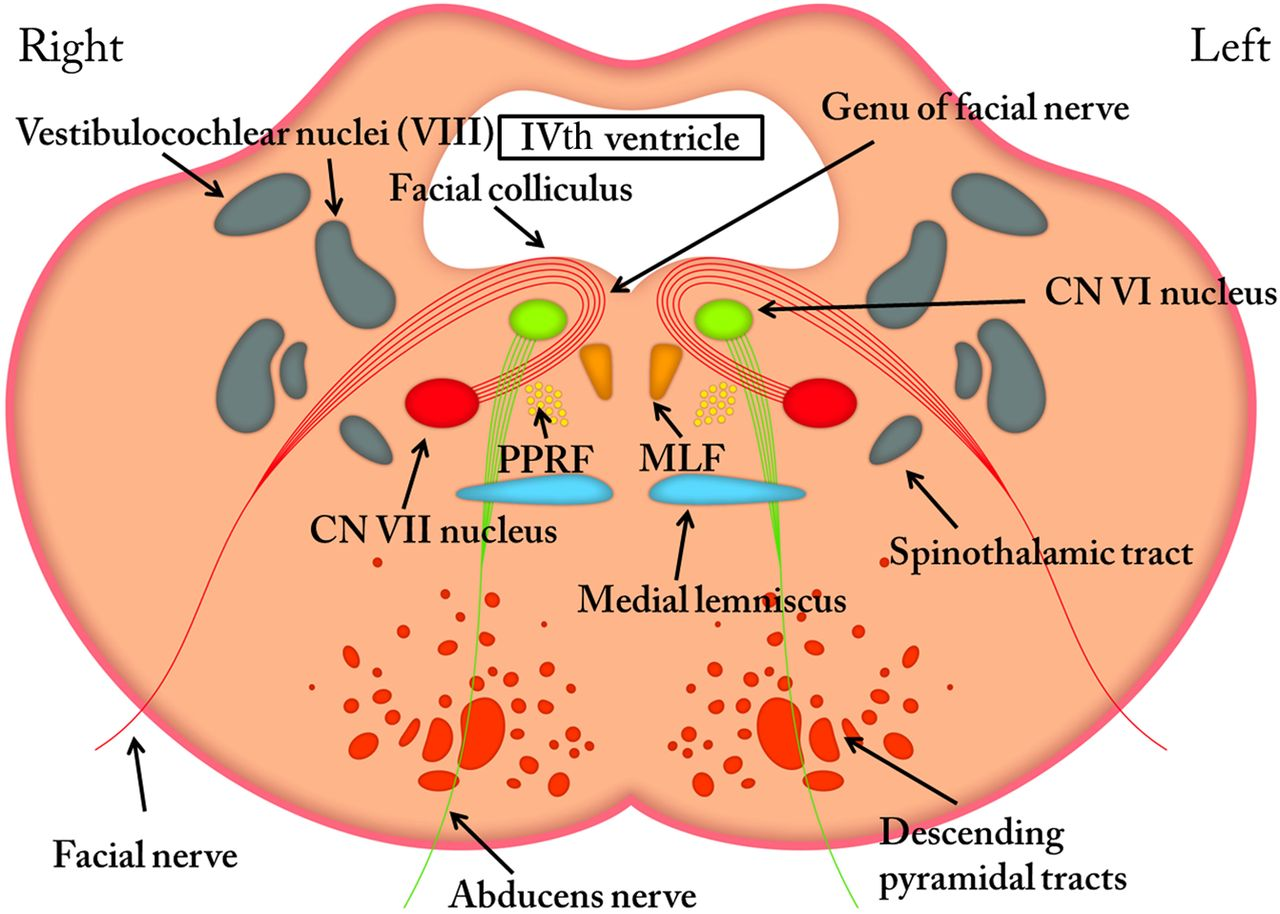 Right
Left
Genu of facial nerve
Vestibulocochlear nuclei (VIII)
IVth ventricle
Facial colliculus
CN VI nucleus
PPRF
MLF
CN VII nucleus
Spinothalamic tract
Medial lemniscus
Facial nerve
Descending
pyramidal tracts
Abducens nerve